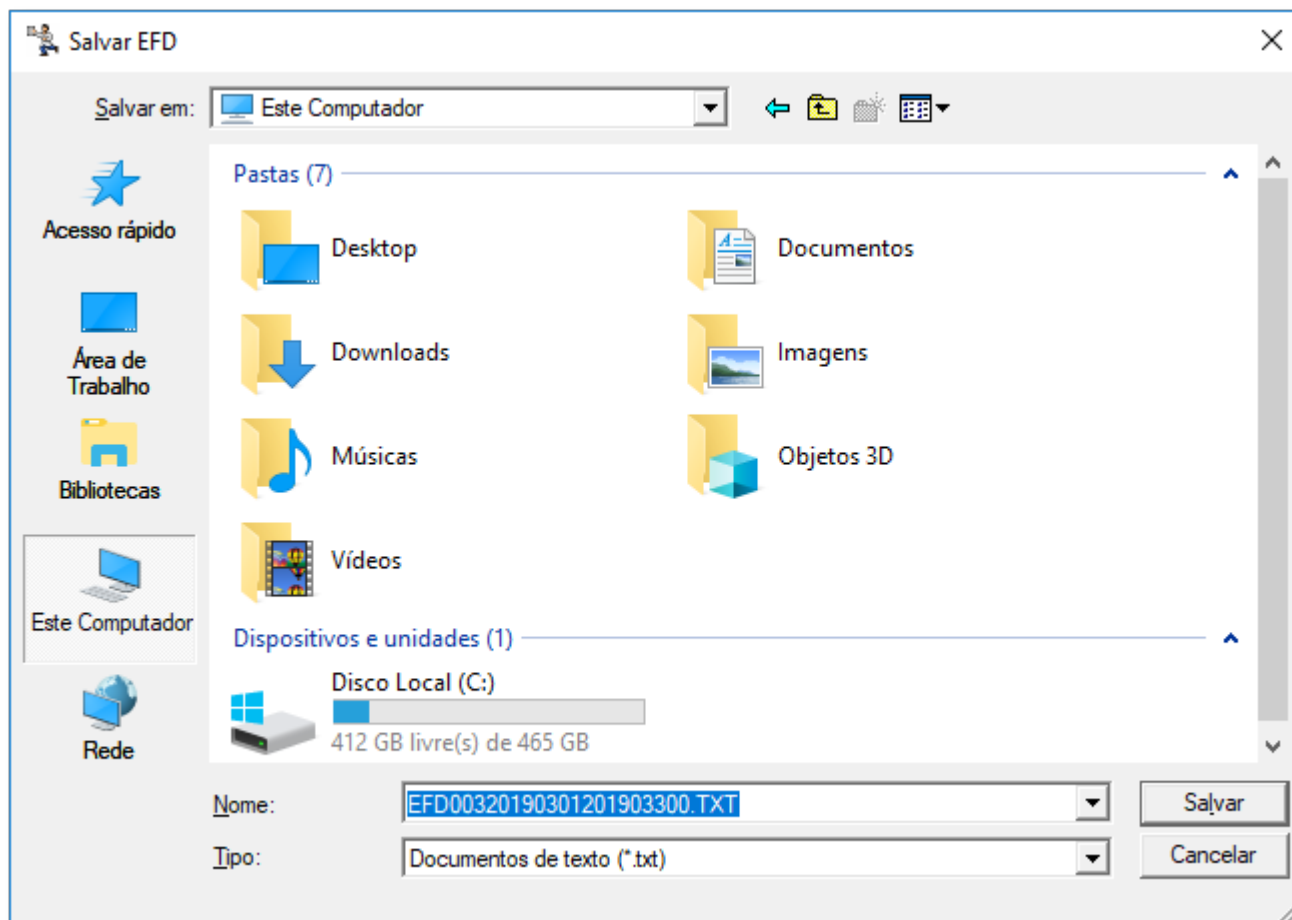 Salvar EFD
Salvar em: Este Computador
Acesso rápido
Área de
Trabalho
Bibliotecas
Este Computador
Rede
Pastas (7)
Desktop
Documentos
Downloads
Imagens
Músicas
Objetos 3D
Vídeos
Dispositivos e unidades (1)
Disco Local (C:)
412 GB livre(s) de 465 GB
Nome: EFD00320190301201903300.TXT Salvar
Tipo: Documentos de texto (*.txt) Cancelar